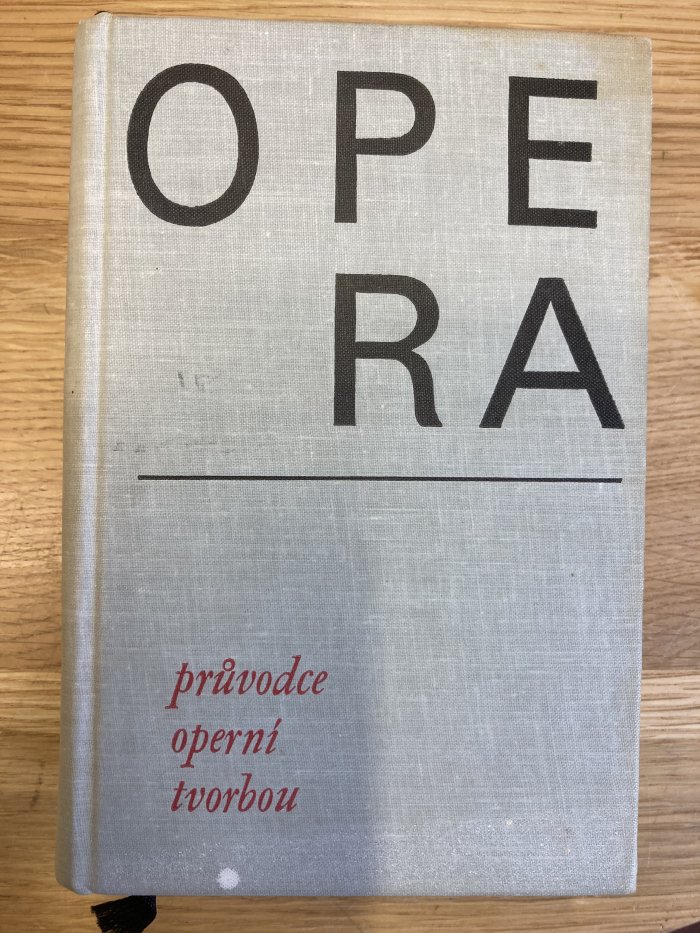 OPE
RA
průvodce
operní
tvorbou